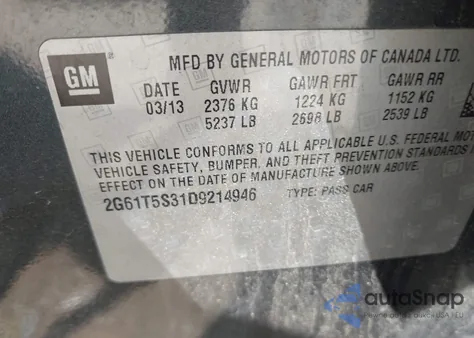 GM
MFD BY GENERAL MOTORS OF CANADA LTD.
DATE GVWR GAWR FRT GAWR RR
03/13 2376 KG 1224 KG 1152 KG
5237 LB 2698 LB 2539 LB
THIS VEHICLE CONFORMS TO ALL APPLICABLE U.S. FEDERAL MOT
VEHICLE SAFETY, BUMPER, AND THEFT PREVENTION STANDARDS I
EFFECT ON THE DATE OF MANUFACTURE SHOWN ABOVE.
2G61T5S31D9214946 TYPE: PASS CAR
autoSnap